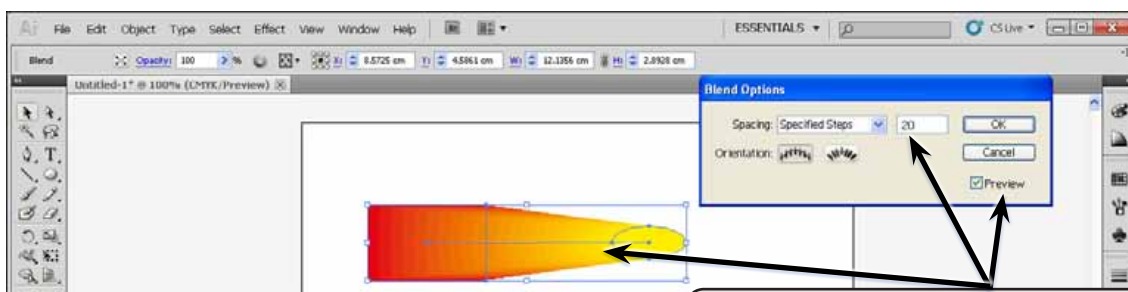 Ai File Edit Object Type Select Effect View Window Help ESSENTIALS CS Live
Blend Opacity: 100 % X: 8.5725 cm Y: 4.5861 cm W: 12.1356 cm H: 2.8928 cm
Untitled-1* @ 100% (CMYK/Preview)
Blend Options
Spacing: Specified Steps 20 OK
Orientation: Cancel
Preview